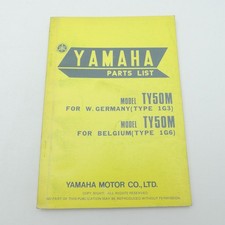 YAMAHA
PARTS LIST
MODEL TY50M
FOR W. GERMANY (TYPE 1G3)
MODEL TY50M
FOR BELGIUM (TYPE 1G6)
YAMAHA MOTOR CO., LTD.